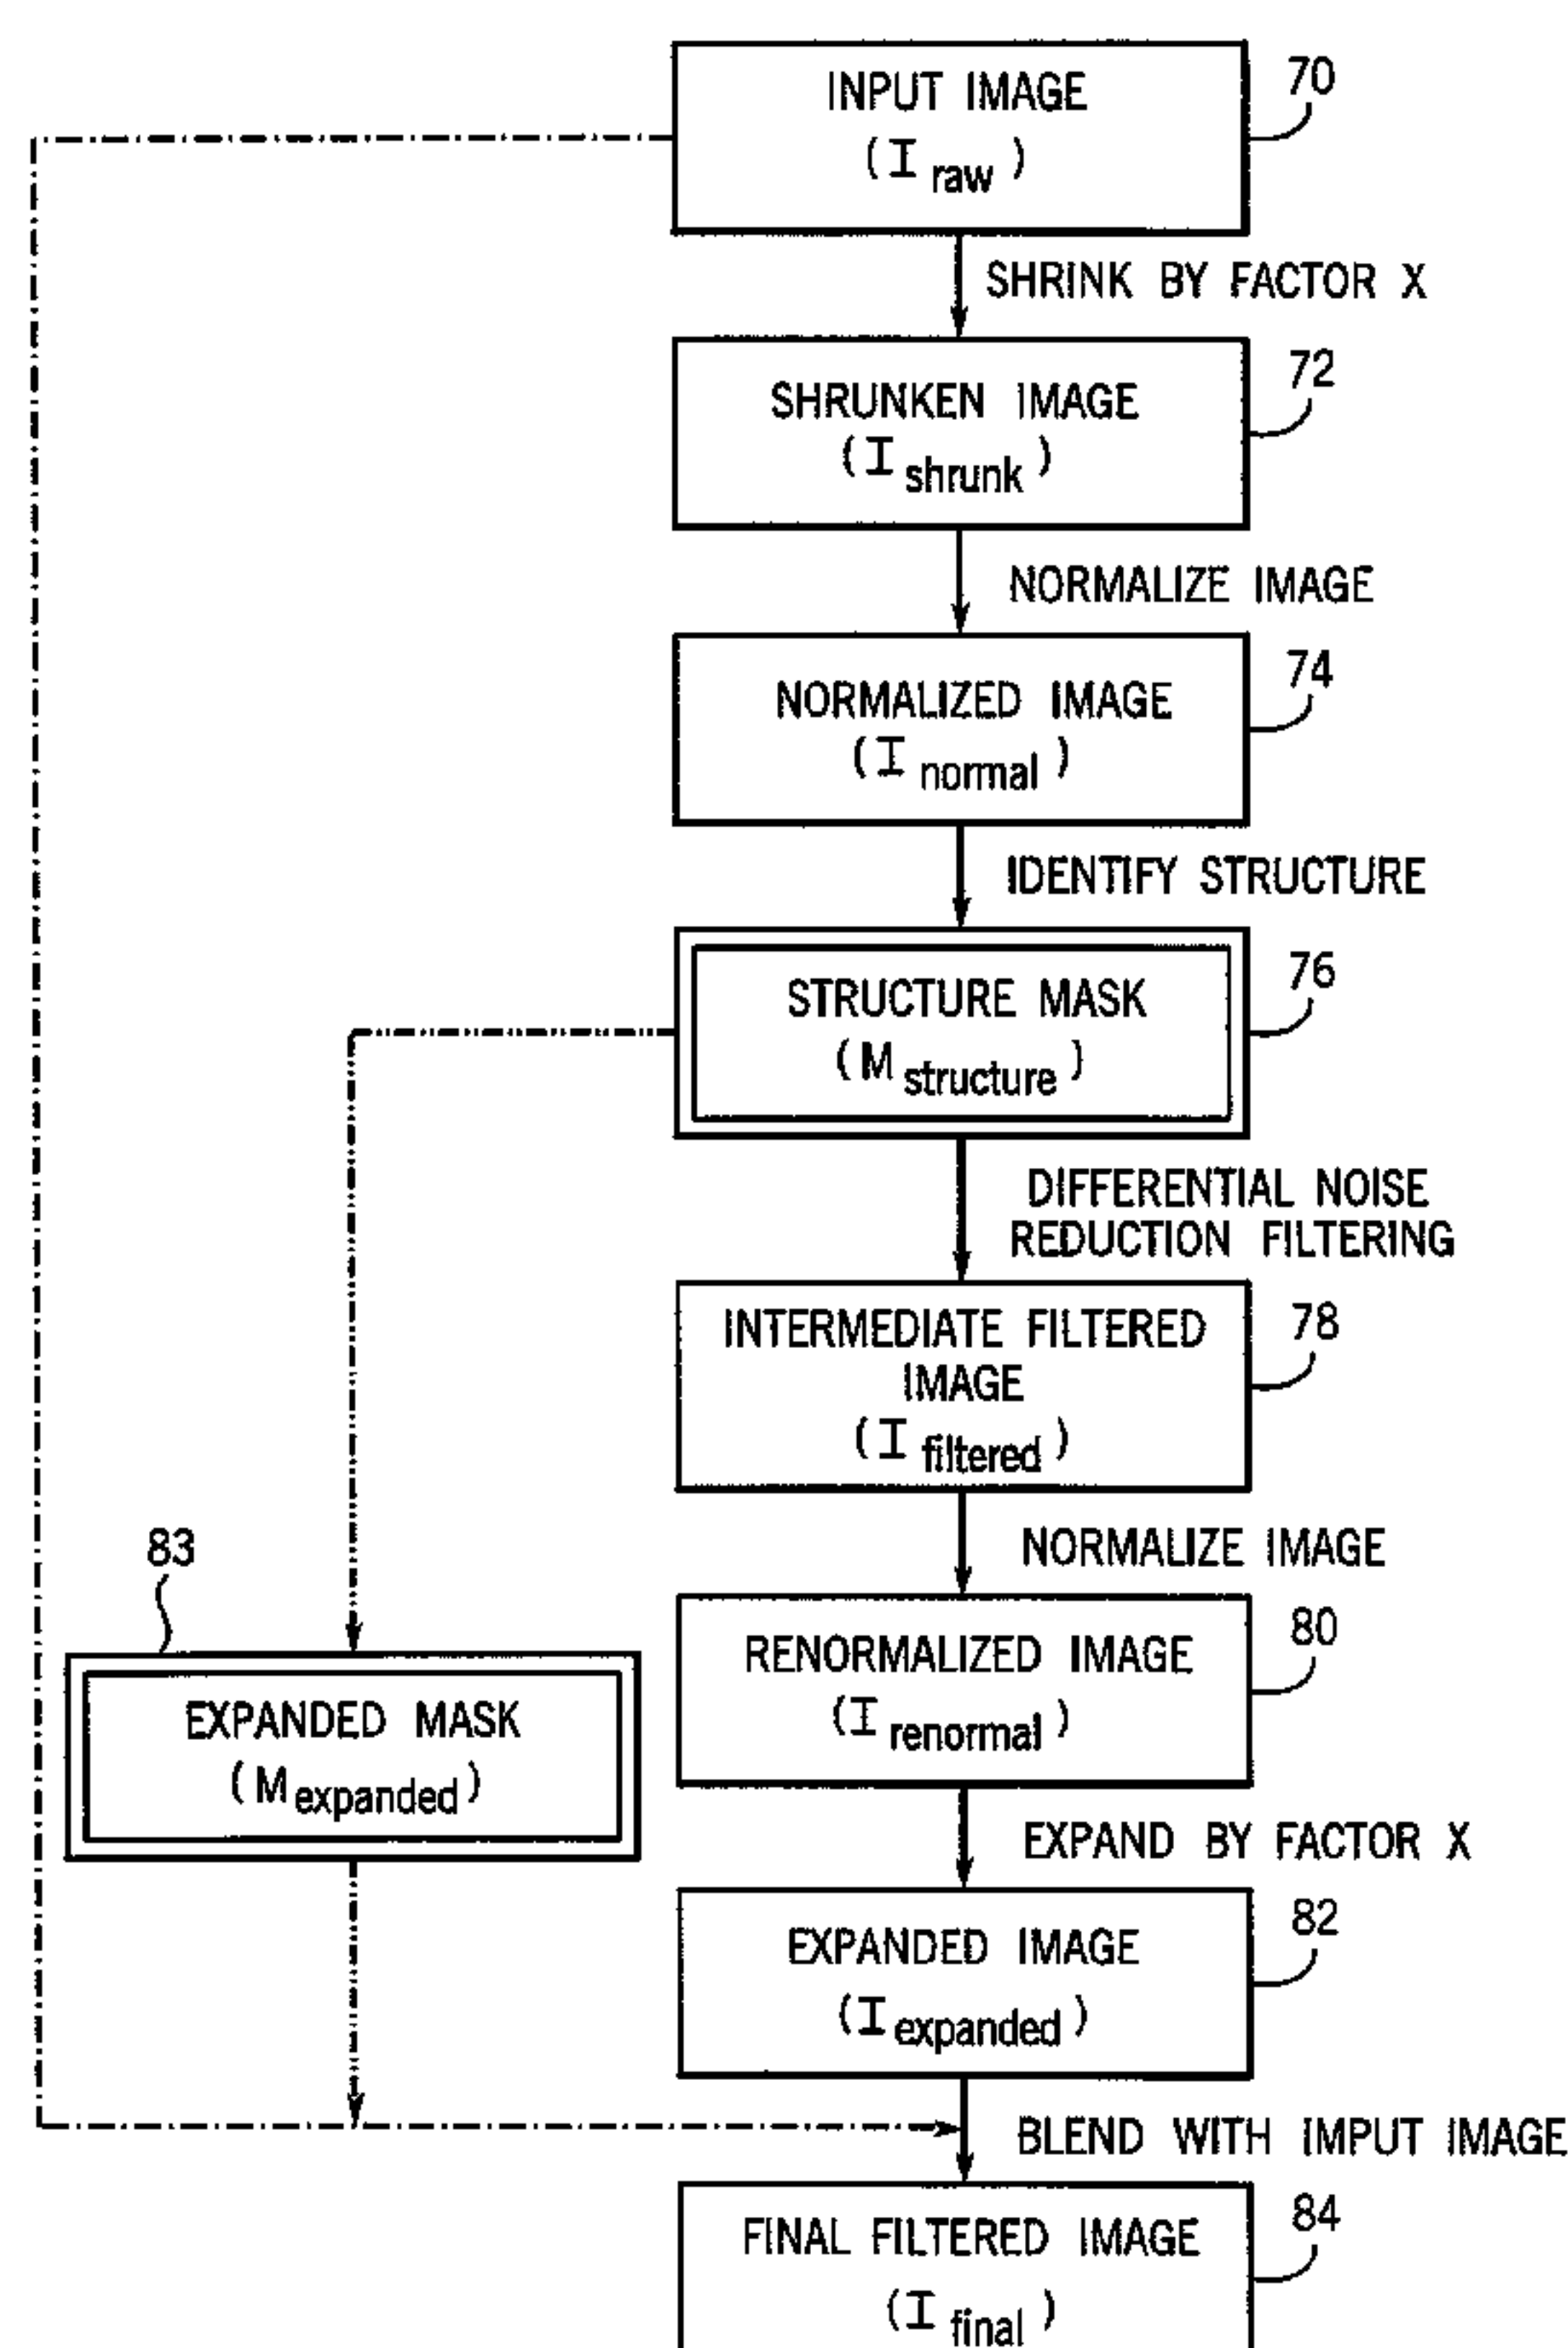 INPUT IMAGE
70
(I raw)
SHRINK BY FACTOR X
72
SHRUNKEN IMAGE
(I shrunk)
NORMALIZE IMAGE
74
NORMALIZED IMAGE
(I normal)
IDENTIFY STRUCTURE
76
STRUCTURE MASK
(M structure)
DIFFERENTIAL NOISE
REDUCTION FILTERING
78
INTERMEDIATE FILTERED
IMAGE
(I filtered)
NORMALIZE IMAGE
83
80
RENORMALIZED IMAGE
(I renormal)
EXPANDED MASK
(M expanded)
EXPAND BY FACTOR X
82
EXPANDED IMAGE
(I expanded)
BLEND WITH IMPUT IMAGE
84
FINAL FILTERED IMAGE
(I final)